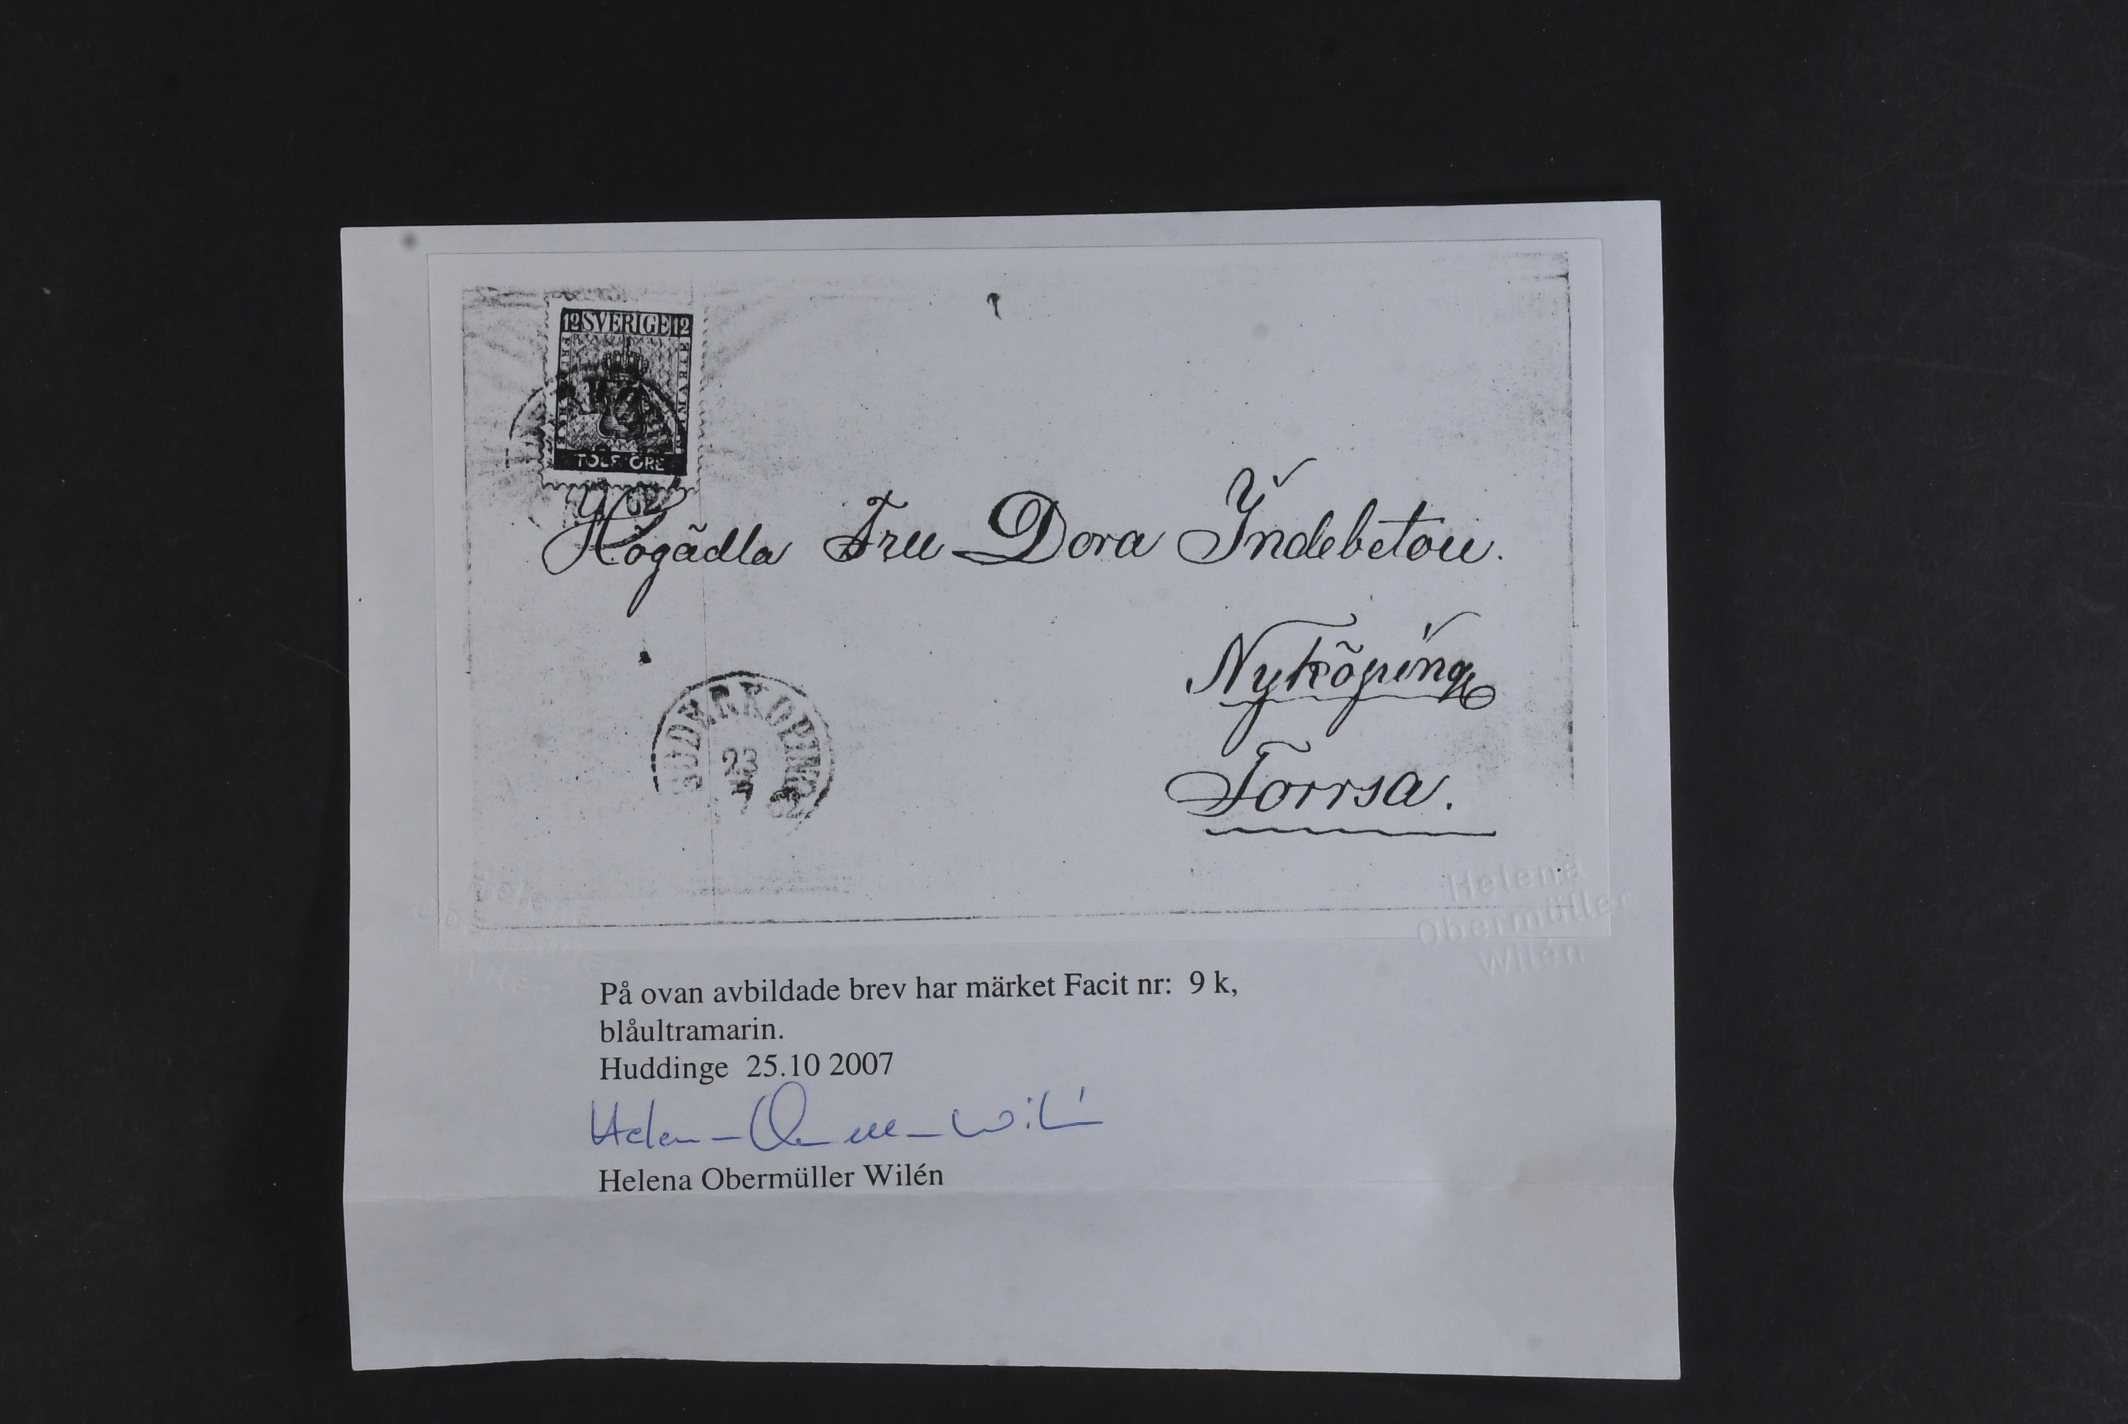 12 SVERIGE 12
TOLF ÖRE
Högädla Fru Dora Indebetou.
Nyköping
Torrsa.
SÖDERKÖPING
23
7
Helena
Obermüller
Wilén
På ovan avbildade brev har märket Facit nr: 9 k,
blåultramarin.
Huddinge 25.10 2007
Helena Obermüller Wilén